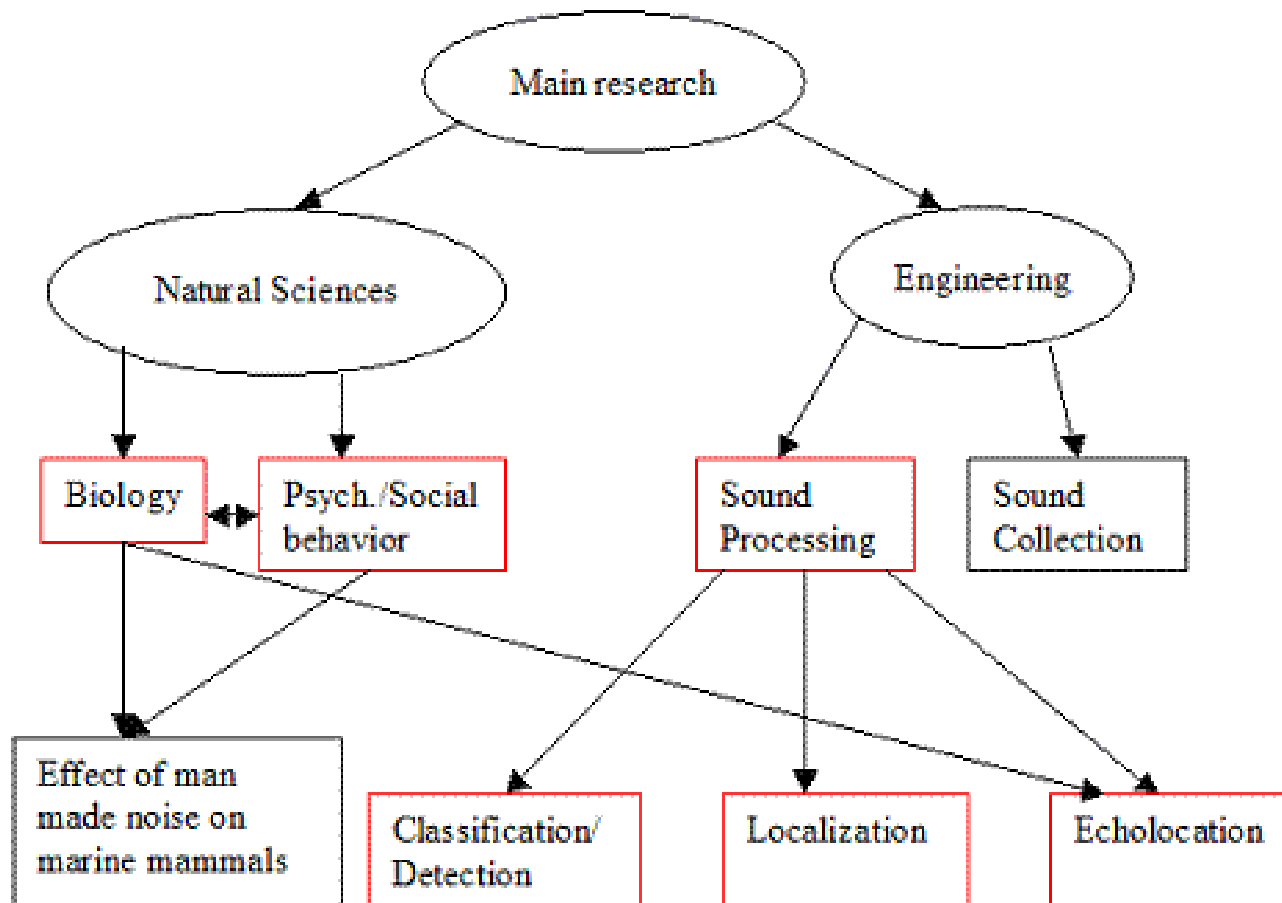 Main research
Natural Sciences
Engineering
Biology
Psych./Social
behavior
Sound
Processing
Sound
Collection
Effect of man
made noise on
marine mammals
Classification/
Detection
Localization
Echolocation